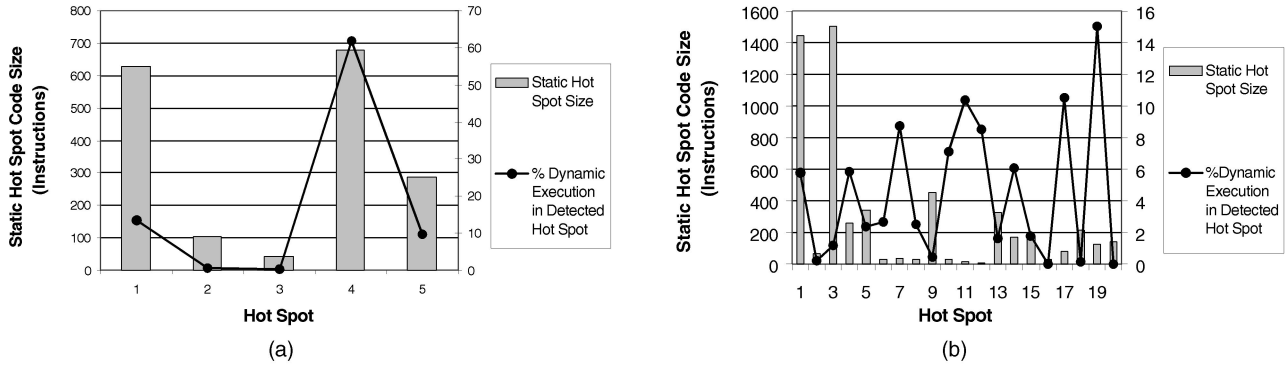 800
700
600
500
400
300
200
100
0
70
60
50
40
30
20
10
0
Static Hot Spot Code Size
(Instructions)
1 2 3 4 5
Hot Spot
Static Hot
Spot Size
% Dynamic
Execution
in Detected
Hot Spot
(a)
1600
1400
1200
1000
800
600
400
200
0
16
14
12
10
8
6
4
2
0
Static Hot Spot Code Size
(Instructions)
1 3 5 7 9 11 13 15 17 19
Hot Spot
Static Hot
Spot Size
%Dynamic
Execution
in Detected
Hot Spot
(b)